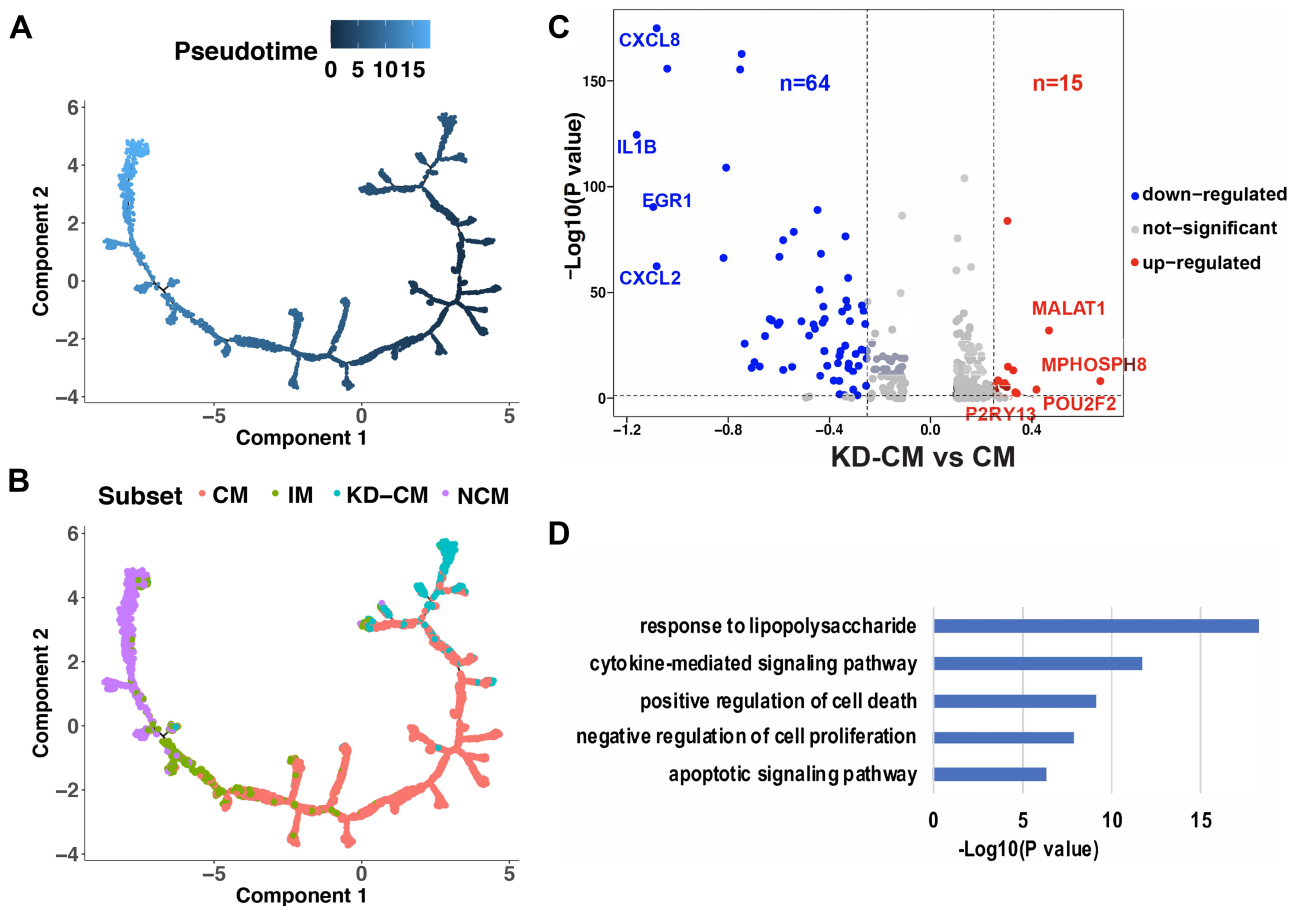 A
Pseudotime
0 5 10 15
Component 2
6
4
2
0
−2
−4
−5 0 5
Component 1
B
Subset CM IM KD−CM NCM
Component 2
6
4
2
0
−2
−4
−5 0 5
Component 1
C
−Log10(P value)
150
100
50
0
CXCL8
n=64
n=15
IL1B
EGR1
CXCL2
MALAT1
MPHOSPH8
POU2F2
P2RY13
down−regulated
not−significant
up−regulated
−1.2 −0.8 −0.4 0.0 0.4
KD-CM vs CM
D
response to lipopolysaccharide
cytokine-mediated signaling pathway
positive regulation of cell death
negative regulation of cell proliferation
apoptotic signaling pathway
0 5 10 15
-Log10(P value)